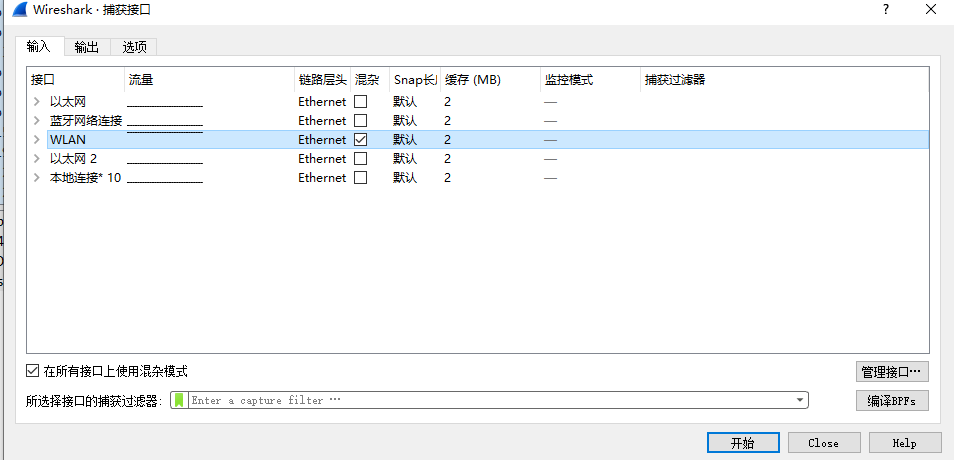 Wireshark · 捕获接口
输入 输出 选项
接口 流量 链路层头 混杂 Snap长 缓存 (MB) 监控模式 捕获过滤器
以太网 Ethernet 默认 2 —
蓝牙网络连接 Ethernet 默认 2 —
WLAN Ethernet 默认 2 —
以太网 2 Ethernet 默认 2 —
本地连接* 10 Ethernet 默认 2 —
在所有接口上使用混杂模式 管理接口…
所选择接口的捕获过滤器: Enter a capture filter … 编译BPFs
开始 Close Help